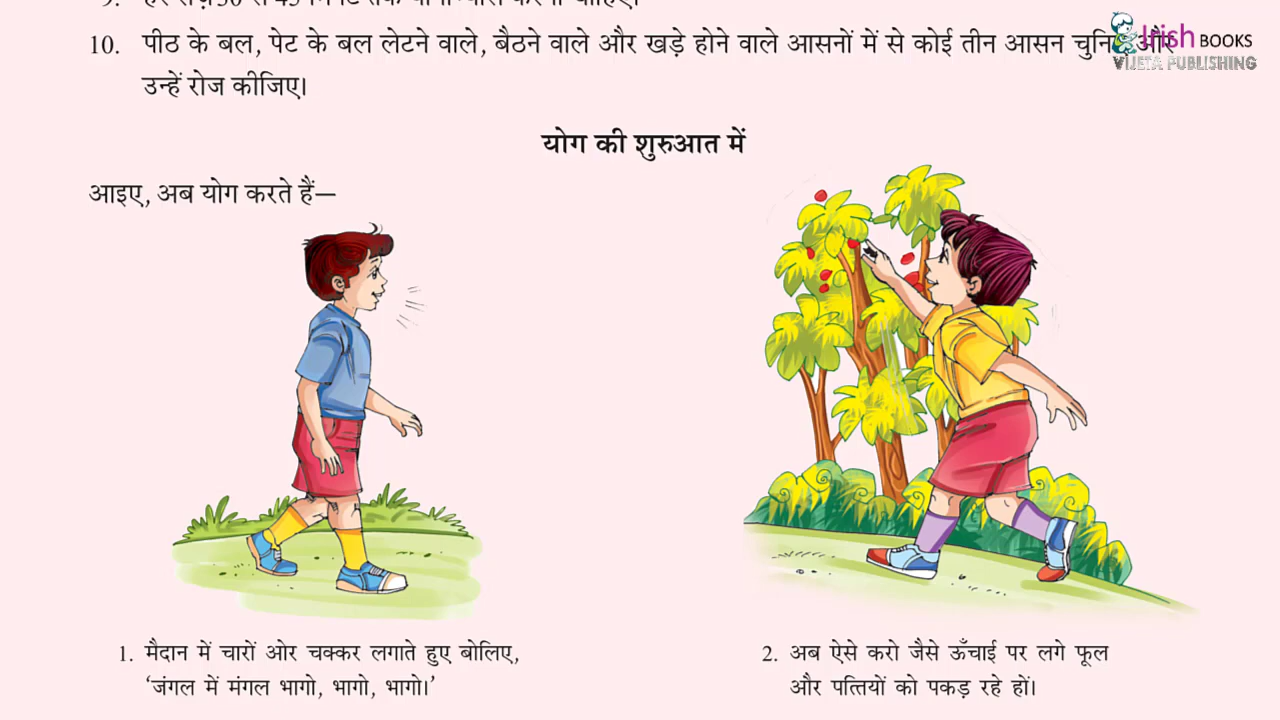 10. पीठ के बल, पेट के बल लेटने वाले, बैठने वाले और खड़े होने वाले आसनों में से कोई तीन आसन चुनिए और
उन्हें रोज कीजिए।
Irish BOOKS
VIJETA PUBLISHING
योग की शुरुआत में
आइए, अब योग करते हैं—
1. मैदान में चारों ओर चक्कर लगाते हुए बोलिए,
‘जंगल में मंगल भागो, भागो, भागो।’
2. अब ऐसे करो जैसे ऊँचाई पर लगे फूल
और पत्तियों को पकड़ रहे हों।